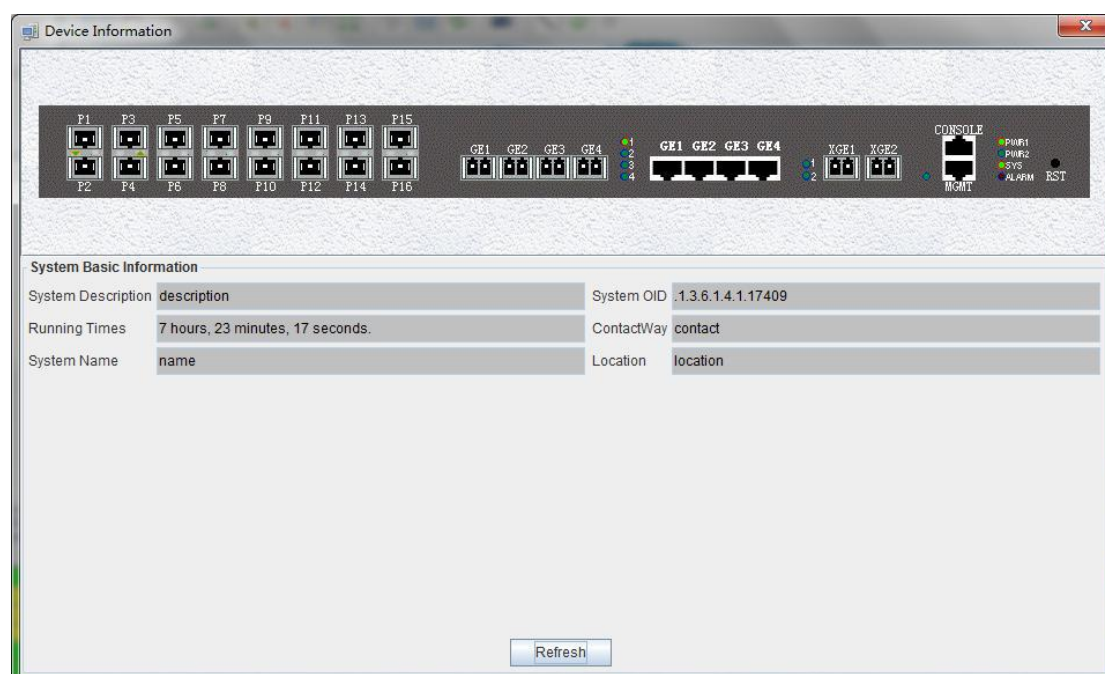 Device Information
P1 P3 P5 P7 P9 P11 P13 P15
CONSOLE
GE1 GE2 GE3 GE4 1 GE1 GE2 GE3 GE4 XGE1 XGE2 PWR1
2 1 PWR2
3 2 SYS
4 ALARM RST
P2 P4 P6 P8 P10 P12 P14 P16 MGMT
System Basic Information
System Description description System OID .1.3.6.1.4.1.17409
Running Times 7 hours, 23 minutes, 17 seconds. ContactWay contact
System Name name Location location
Refresh